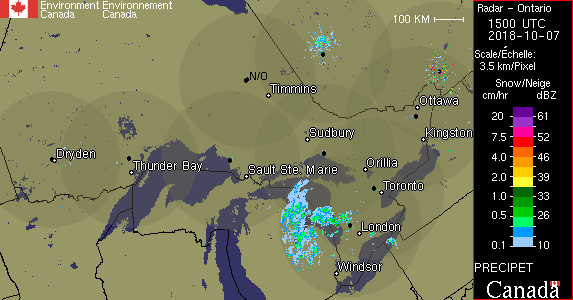 Environment Environnement
Canada Canada
100 KM
N/O
Timmins
Ottawa
Sudbury
Kingston
Dryden
Thunder Bay
Sault Ste. Marie
Orillia
Toronto
London
Windsor
Radar - Ontario
1500 UTC
2018-10-07
Scale/Échelle:
3.5 km/Pixel
Snow/Neige
cm/hr dBZ
20 61
7.5 52
4.0 46
2.0 39
1.0 33
0.5 26
0.1 10
PRECIPET
Canada